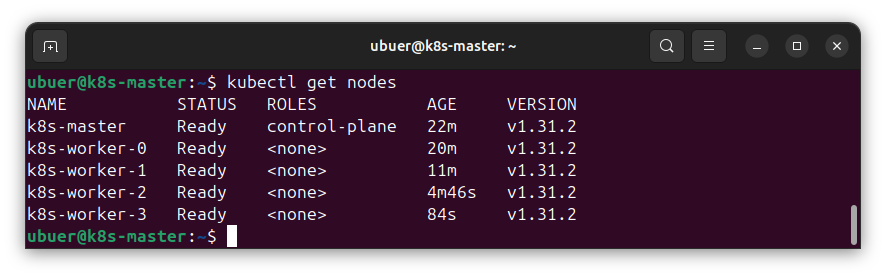 ubuer@k8s-master: ~
ubuer@k8s-master:~$ kubectl get nodes
NAME           STATUS   ROLES           AGE     VERSION
k8s-master     Ready    control-plane   22m     v1.31.2
k8s-worker-0   Ready    <none>          20m     v1.31.2
k8s-worker-1   Ready    <none>          11m     v1.31.2
k8s-worker-2   Ready    <none>          4m46s   v1.31.2
k8s-worker-3   Ready    <none>          84s     v1.31.2
ubuer@k8s-master:~$